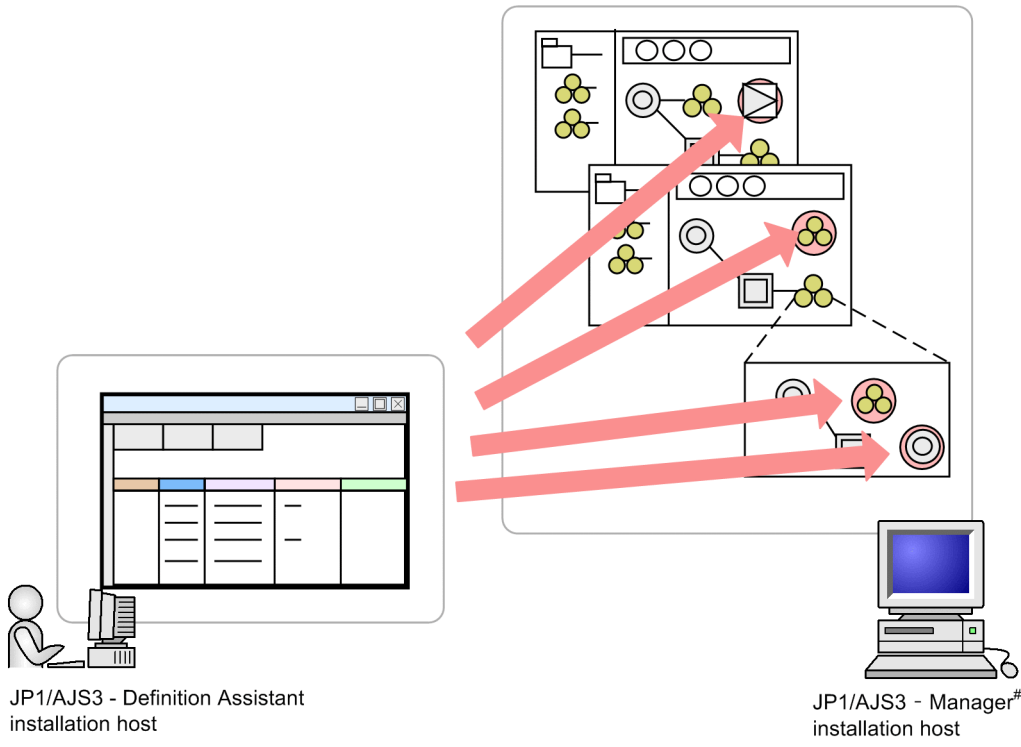 JP1/AJS3 - Definition Assistant
installation host
JP1/AJS3 - Manager#
installation host